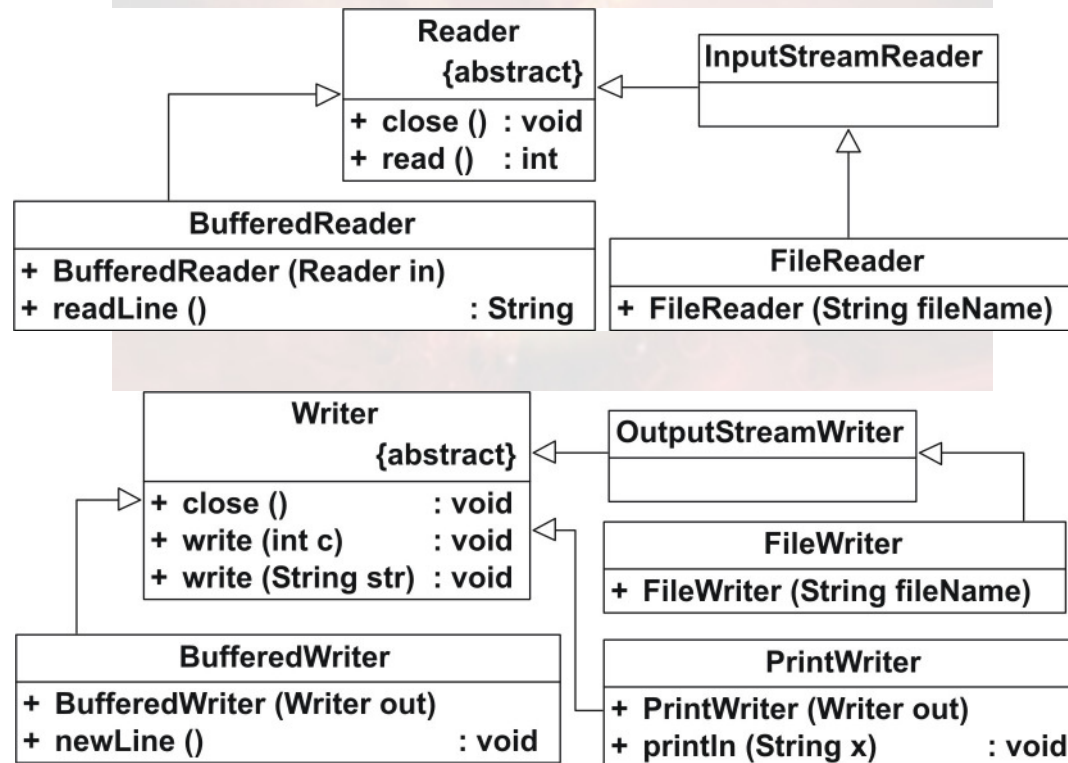 Reader
{abstract}
+ close () : void
+ read () : int
InputStreamReader
BufferedReader
+ BufferedReader (Reader in)
+ readLine () : String
FileReader
+ FileReader (String fileName)
Writer
{abstract}
+ close () : void
+ write (int c) : void
+ write (String str) : void
OutputStreamWriter
FileWriter
+ FileWriter (String fileName)
BufferedWriter
+ BufferedWriter (Writer out)
+ newLine () : void
PrintWriter
+ PrintWriter (Writer out)
+ println (String x) : void